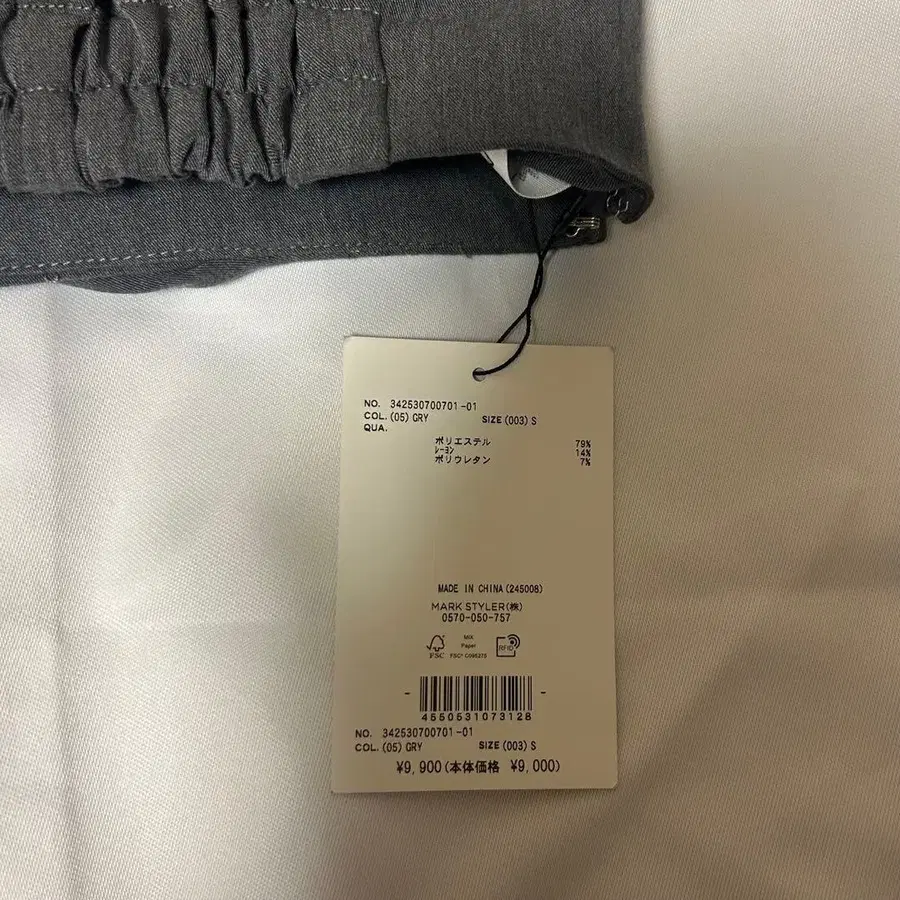 NO. 342530700701-01
COL. (05) GRY SIZE (003) S
QUA.
ポリエステル 79%
レーヨン 14%
ポリウレタン 7%
MADE IN CHINA (245008)
MARK STYLER(株)
0570-050-757
FSC
MIX
Paper
FSC® C095275
RFID
4550531073128
NO. 342530700701-01
COL. (05) GRY SIZE (003) S
¥9,900(本体価格 ¥9,000)